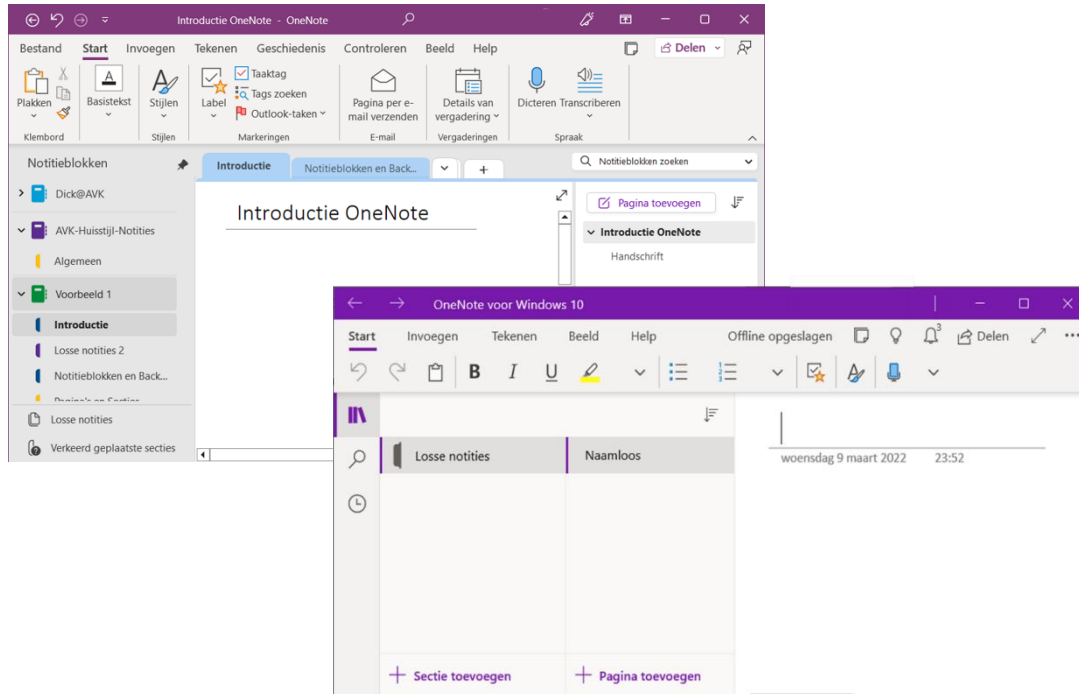 Introductie OneNote - OneNote
Bestand Start Invoegen Tekenen Geschiedenis Controleren Beeld Help Delen
Plakken
Klembord
A
Basistekst
Stijlen
Stijlen
Label
Taaktag
Tags zoeken
Outlook-taken
Markeringen
Pagina per e-
mail verzenden
E-mail
Details van
vergadering
Vergaderingen
Dicteren Transcriberen
Spraak
Notitieblokken
Introductie Notitieblokken en Back... +
Notitieblokken zoeken
Dick@AVK
AVK-Huisstijl-Notities
Algemeen
Voorbeeld 1
Introductie
Losse notities 2
Notitieblokken en Back...
Pagina's en Secties
Losse notities
Verkeerd geplaatste secties
Introductie OneNote
Pagina toevoegen
Introductie OneNote
Handschrift
OneNote voor Windows 10
Start Invoegen Tekenen Beeld Help Offline opgeslagen 3 Delen
B I U
Losse notities
Naamloos
woensdag 9 maart 2022 23:52
Sectie toevoegen
Pagina toevoegen